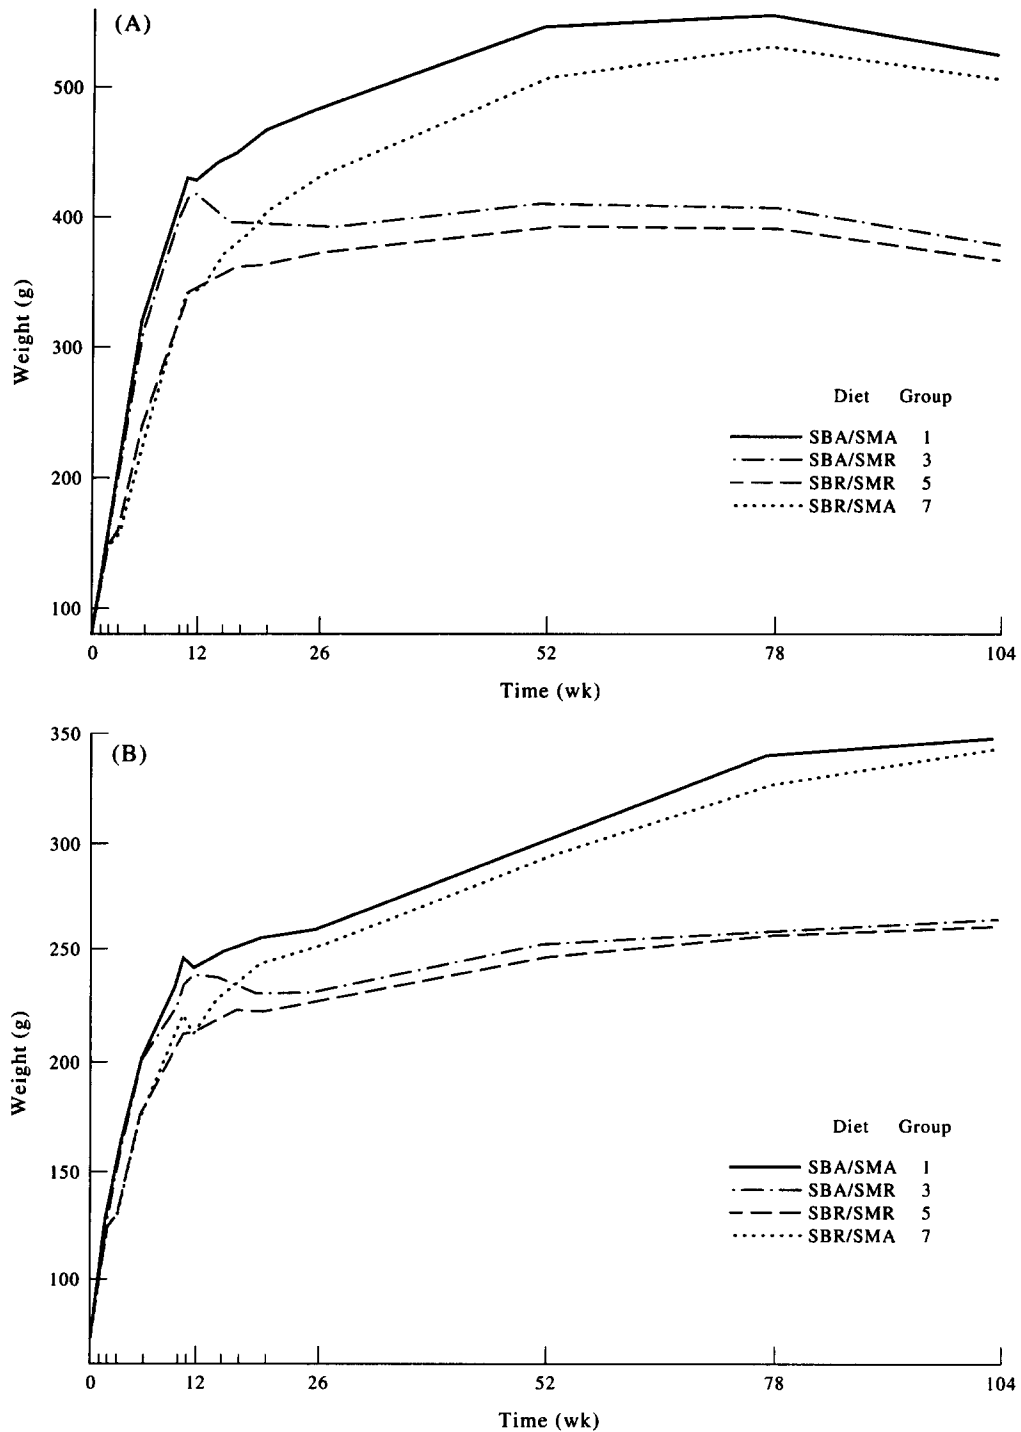 (A)
500
400
300
200
100
Weight (g)
Diet Group
SBA/SMA 1
SBA/SMR 3
SBR/SMR 5
SBR/SMA 7
0 12 26 52 78 104
Time (wk)
(B)
350
300
250
200
150
100
Weight (g)
Diet Group
SBA/SMA 1
SBA/SMR 3
SBR/SMR 5
SBR/SMA 7
0 12 26 52 78 104
Time (wk)